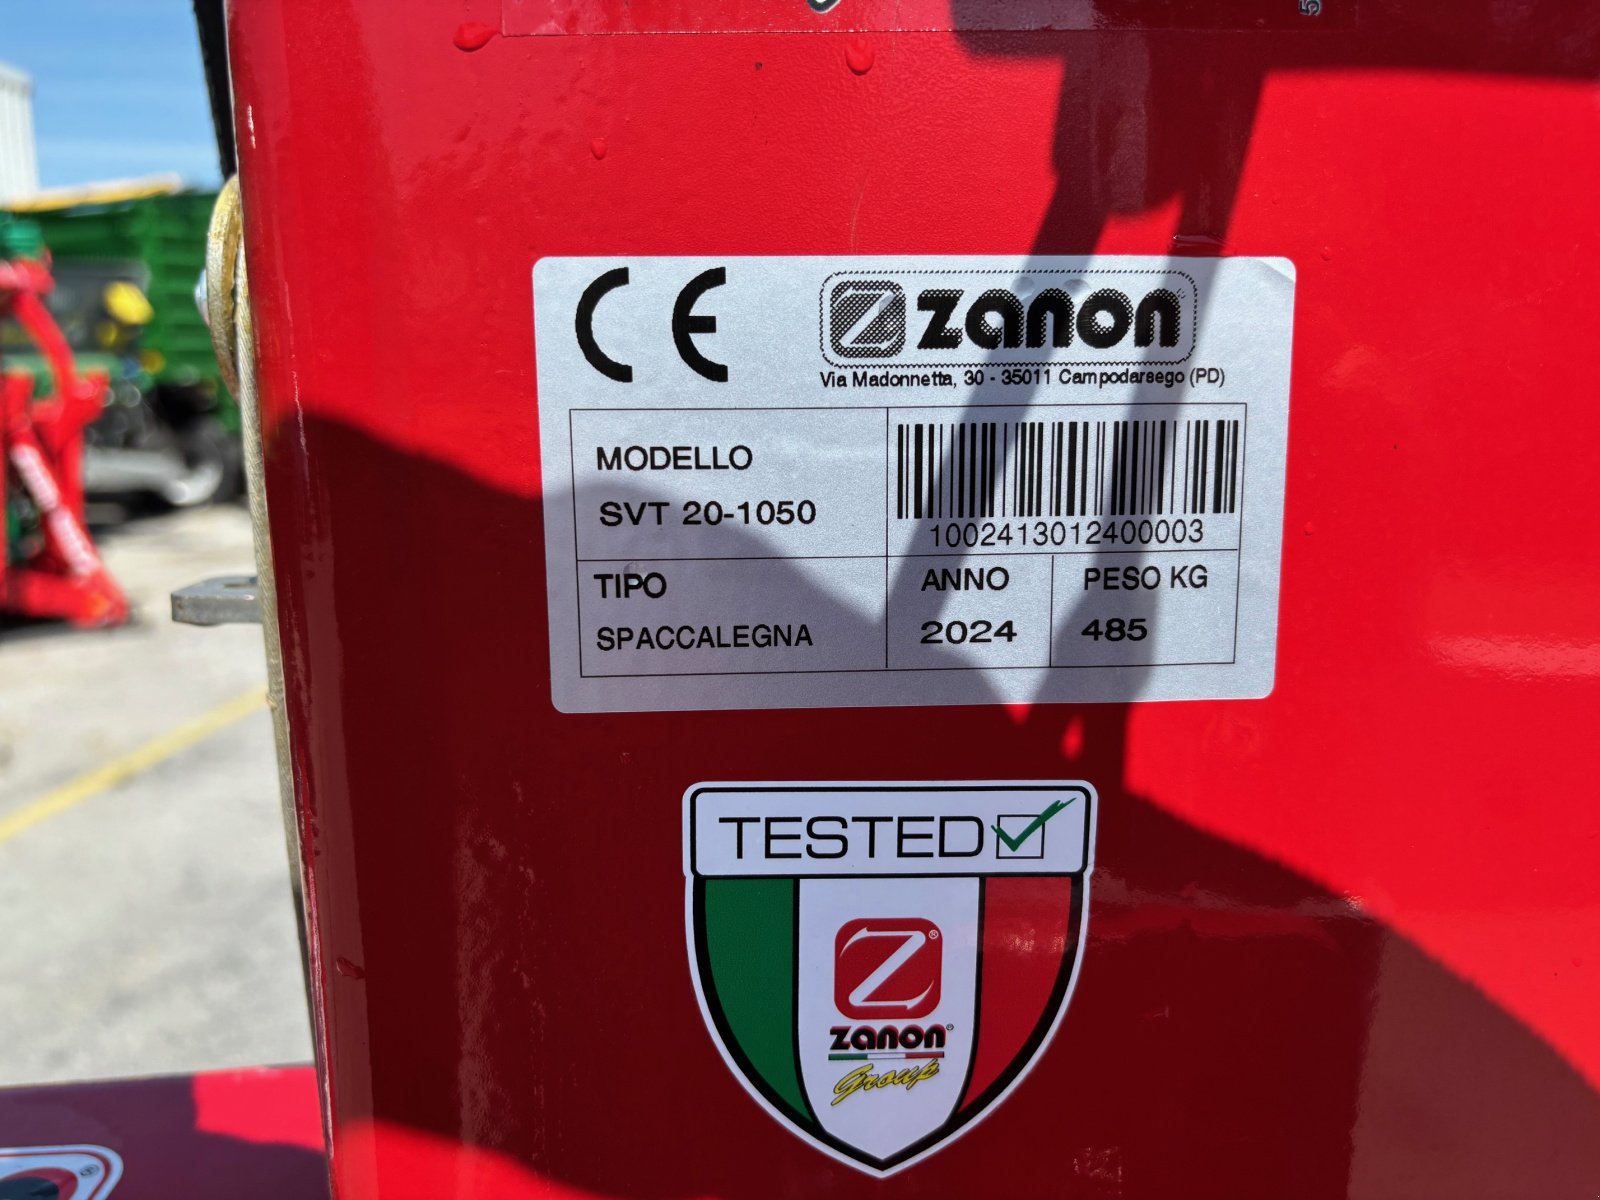 CE
zanon
Via Madonnetta, 30 - 35011 Campodarsego (PD)
MODELLO
SVT 20-1050
1002413012400003
TIPO
SPACCALEGNA
ANNO
2024
PESO KG
485
TESTED
Z
zanon
Group